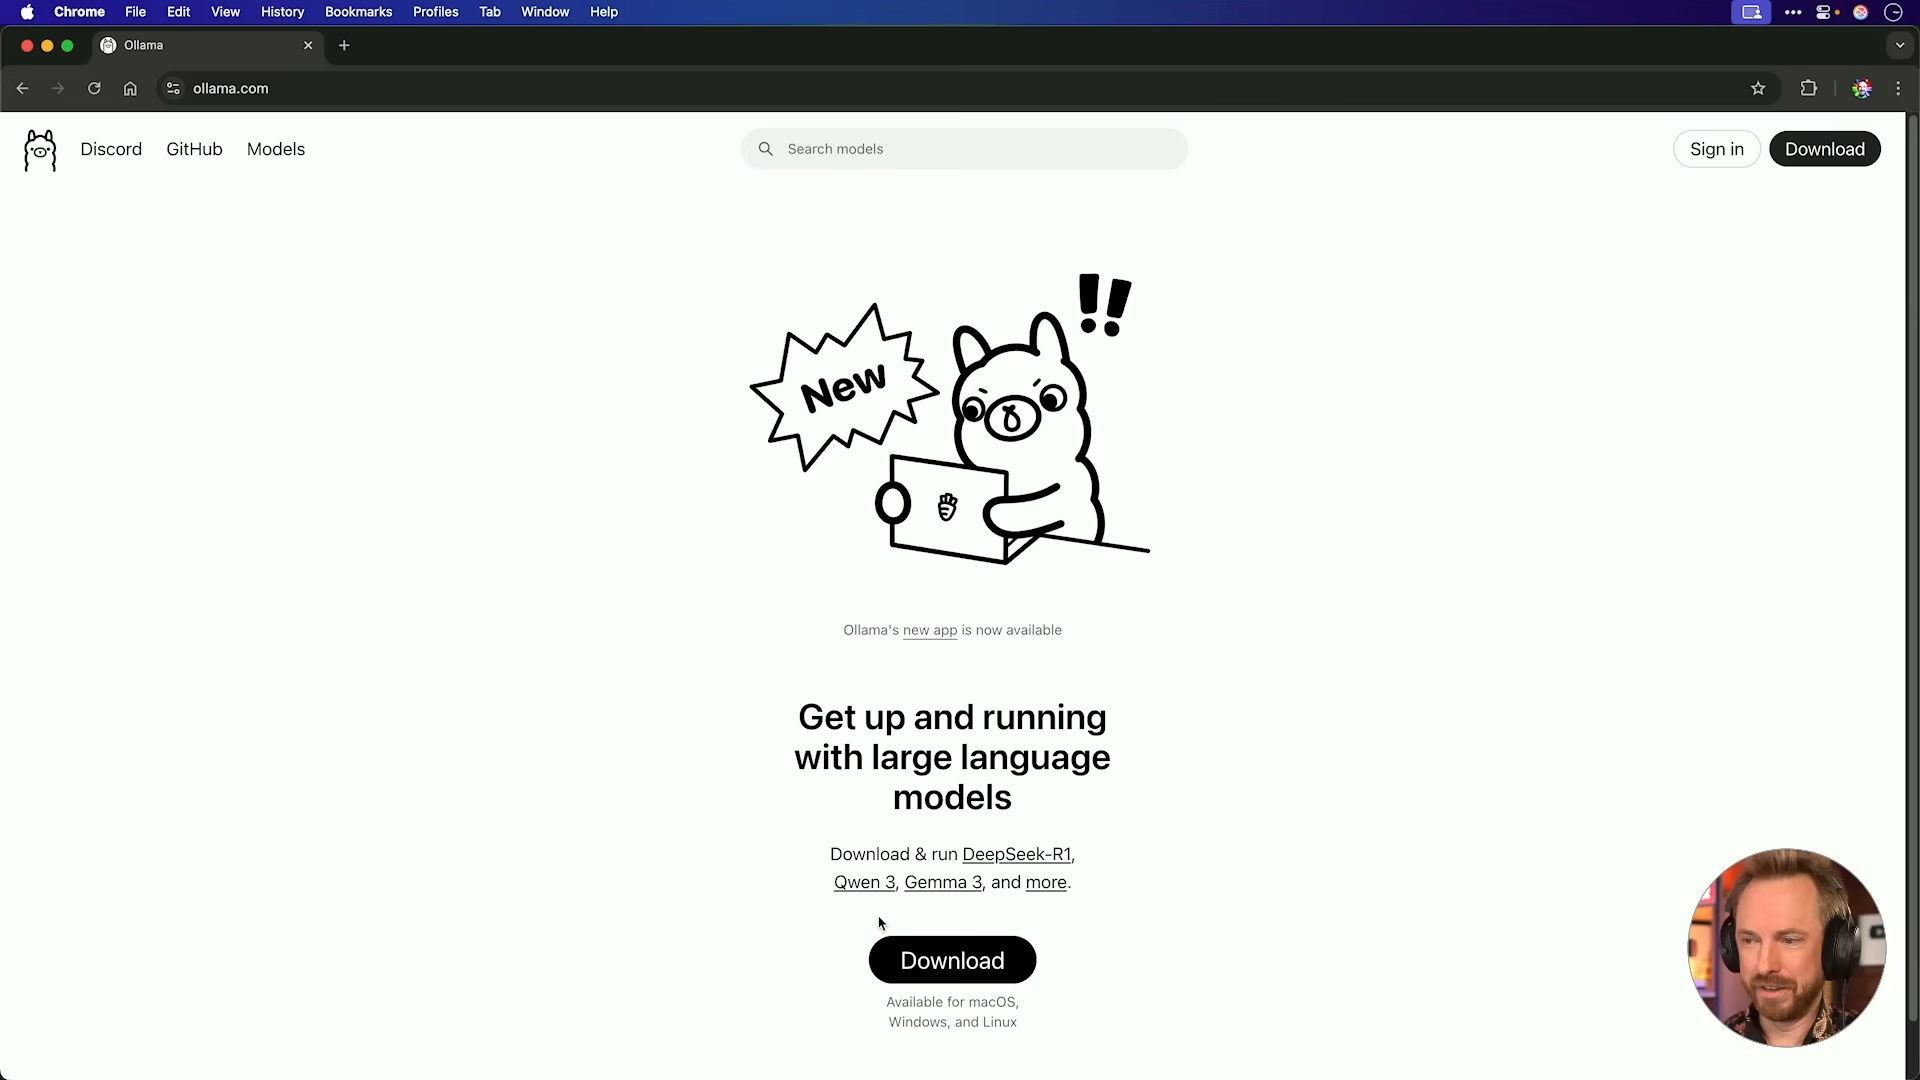 Chrome File Edit View History Bookmarks Profiles Tab Window Help
Ollama
ollama.com
Discord GitHub Models
Search models
Sign in
Download
!!
New
Ollama's new app is now available
Get up and running
with large language
models
Download & run DeepSeek-R1,
Qwen 3, Gemma 3, and more.
Download
Available for macOS,
Windows, and Linux